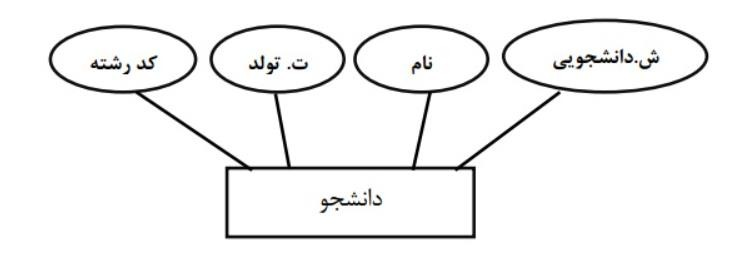 ش.دانشجویی
نام
ت. تولد
کد رشته
دانشجو